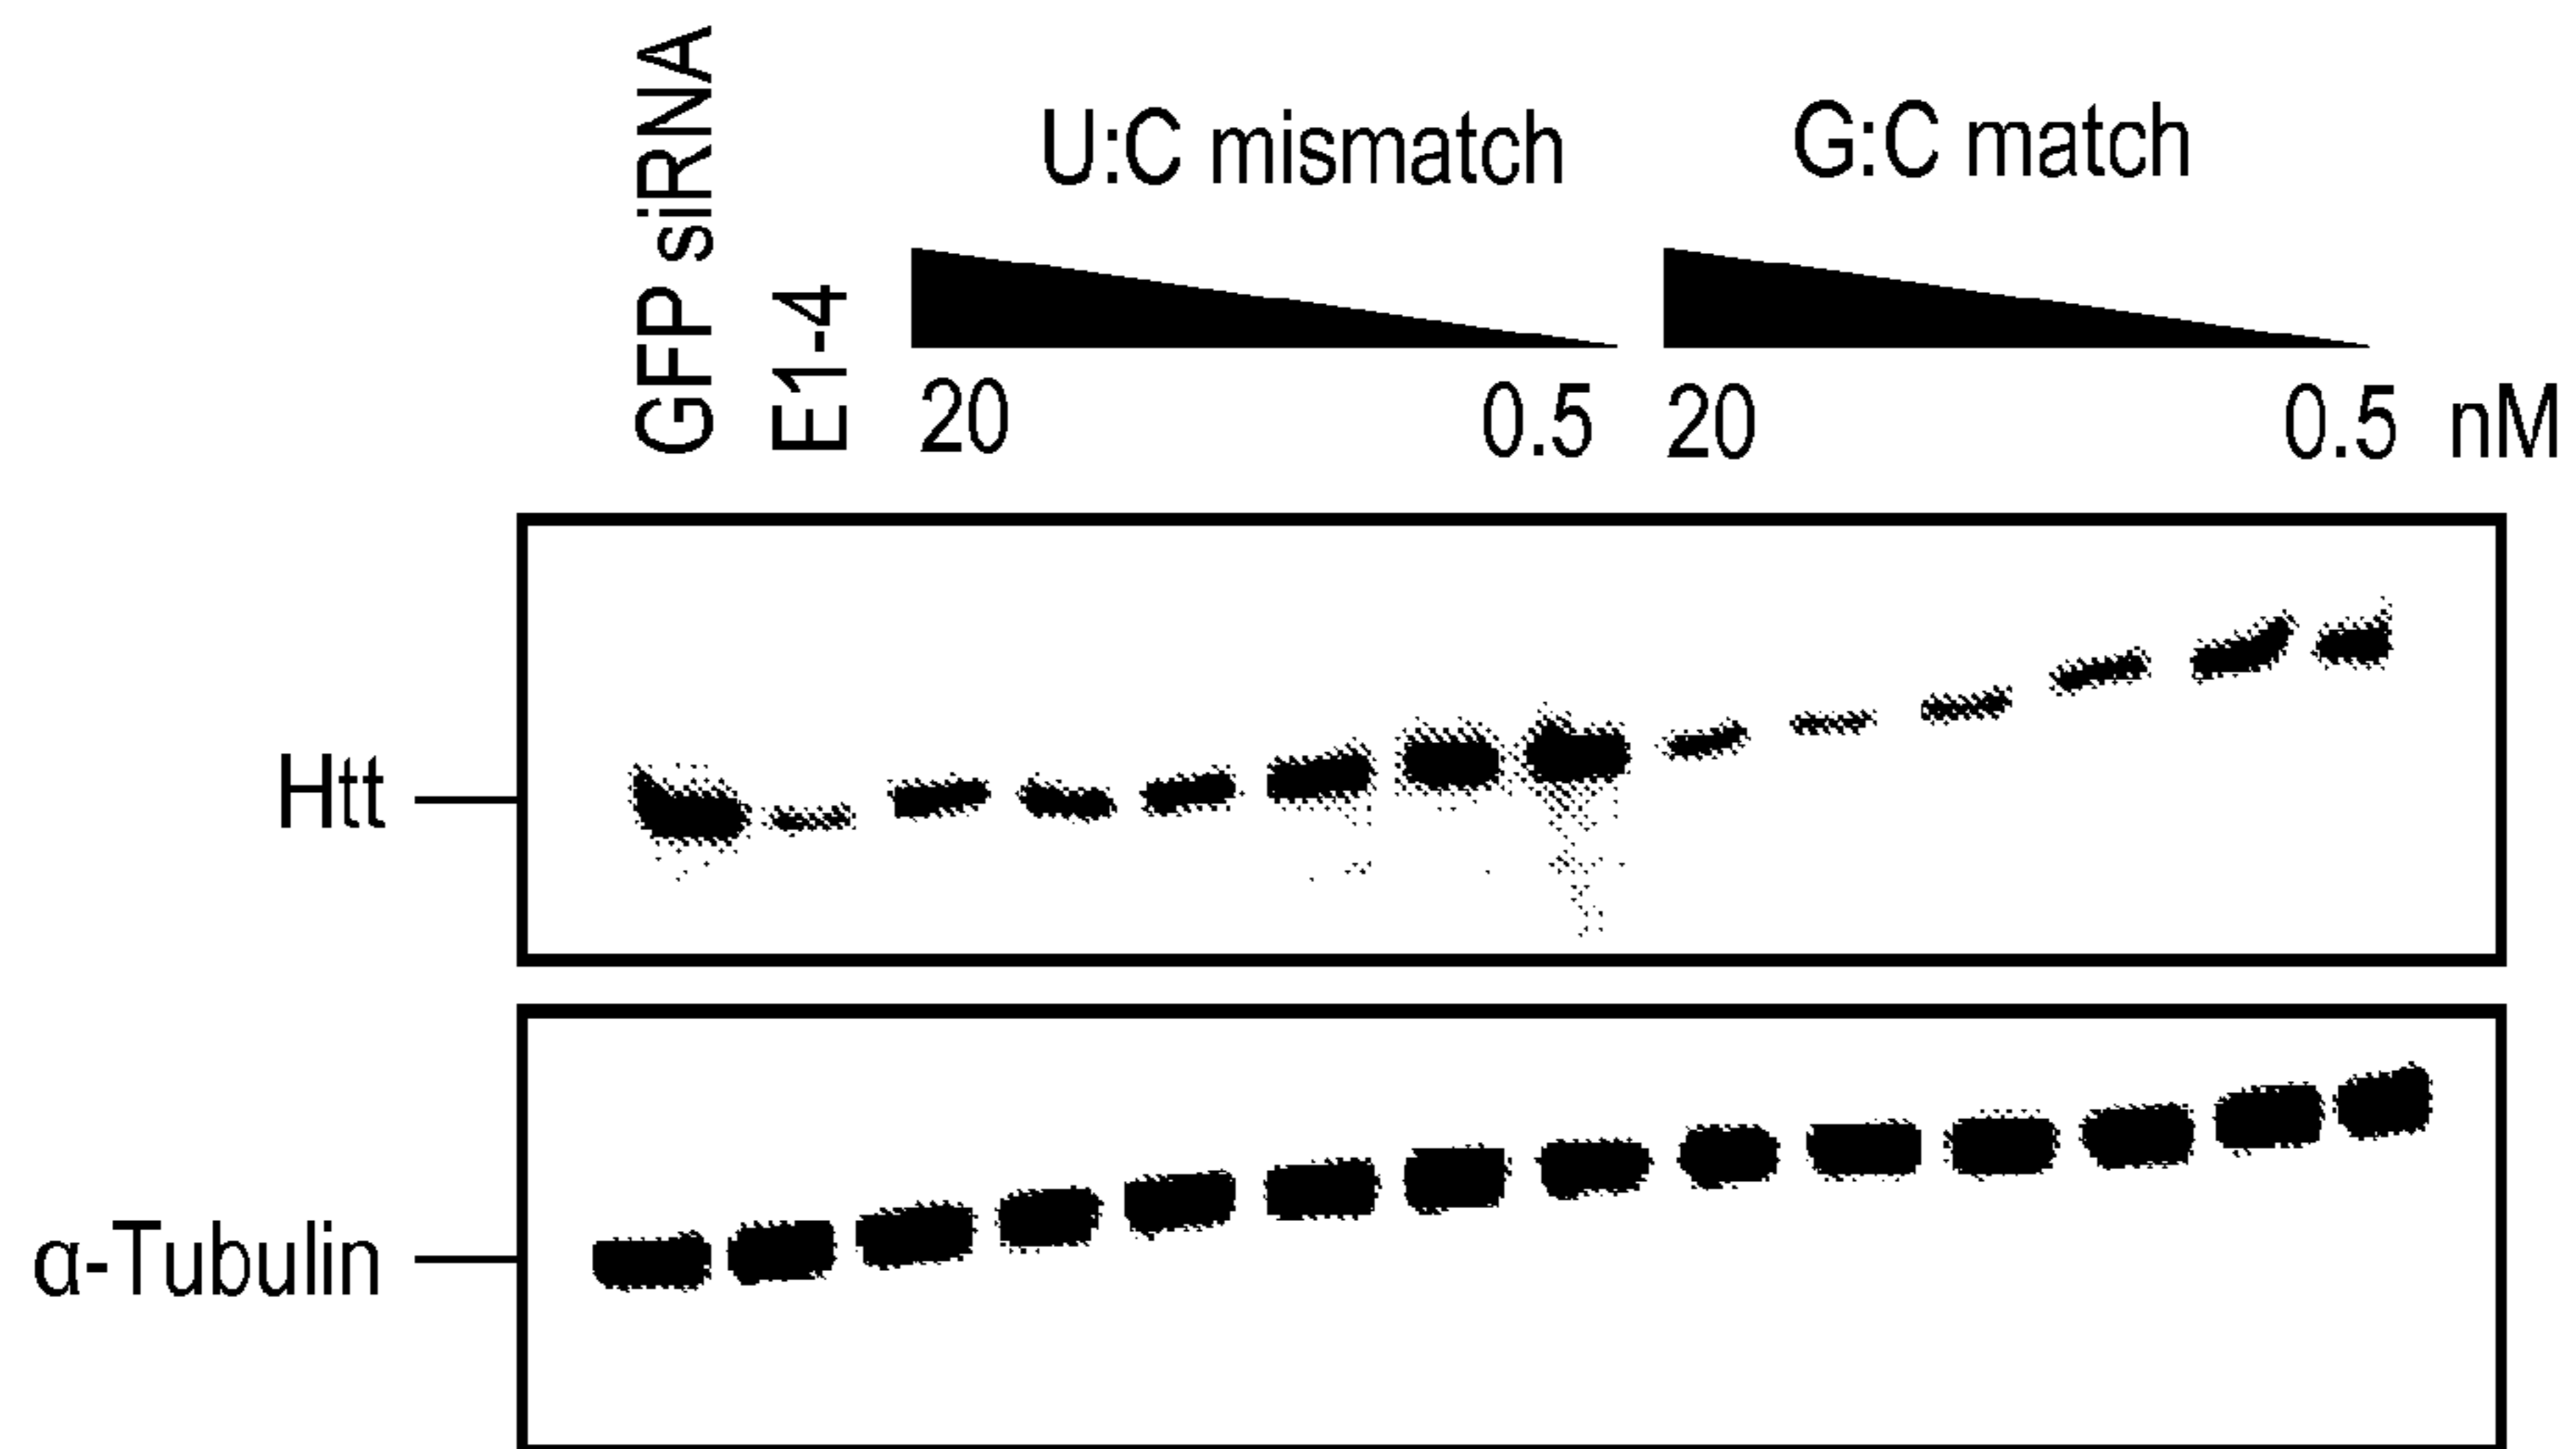 GFP siRNA
E1-4
U:C mismatch
G:C match
20
0.5
20
0.5
nM
Htt
α-Tubulin